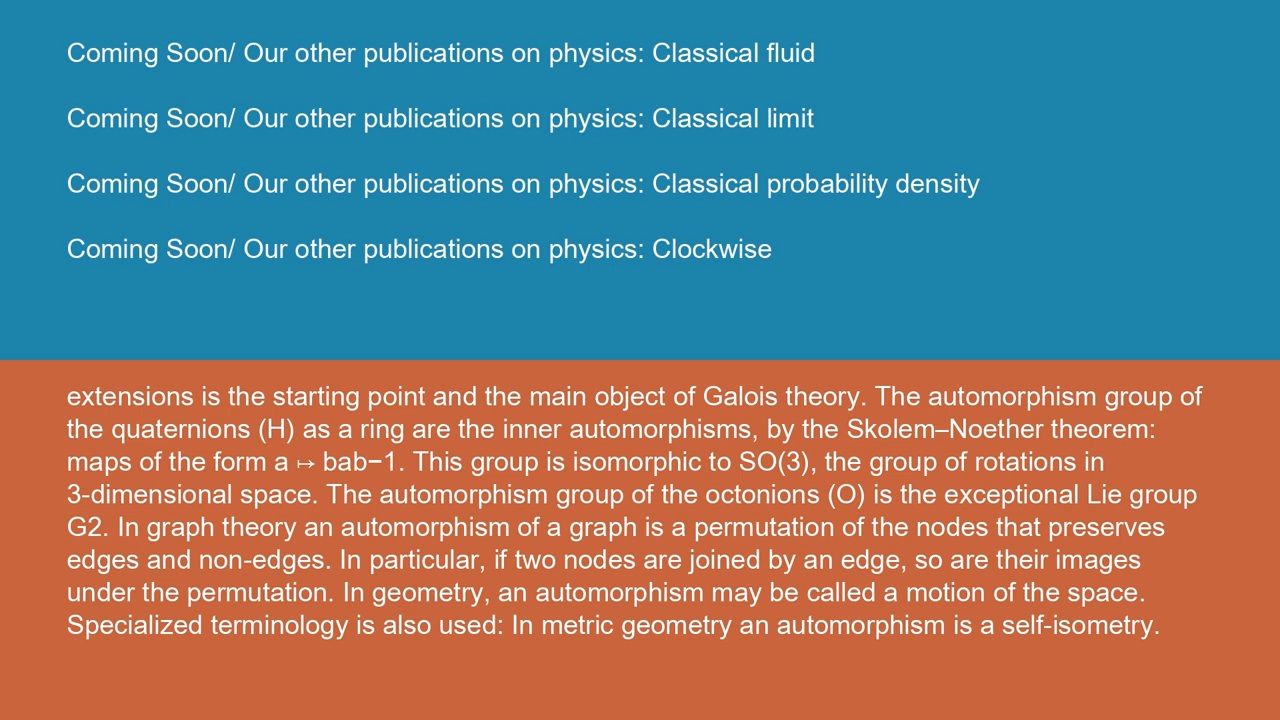 Coming Soon/ Our other publications on physics: Classical fluid
Coming Soon/ Our other publications on physics: Classical limit
Coming Soon/ Our other publications on physics: Classical probability density
Coming Soon/ Our other publications on physics: Clockwise
extensions is the starting point and the main object of Galois theory. The automorphism group of
the quaternions (H) as a ring are the inner automorphisms, by the Skolem–Noether theorem:
maps of the form a ↦ bab−1. This group is isomorphic to SO(3), the group of rotations in
3-dimensional space. The automorphism group of the octonions (O) is the exceptional Lie group
G2. In graph theory an automorphism of a graph is a permutation of the nodes that preserves
edges and non-edges. In particular, if two nodes are joined by an edge, so are their images
under the permutation. In geometry, an automorphism may be called a motion of the space.
Specialized terminology is also used: In metric geometry an automorphism is a self-isometry.